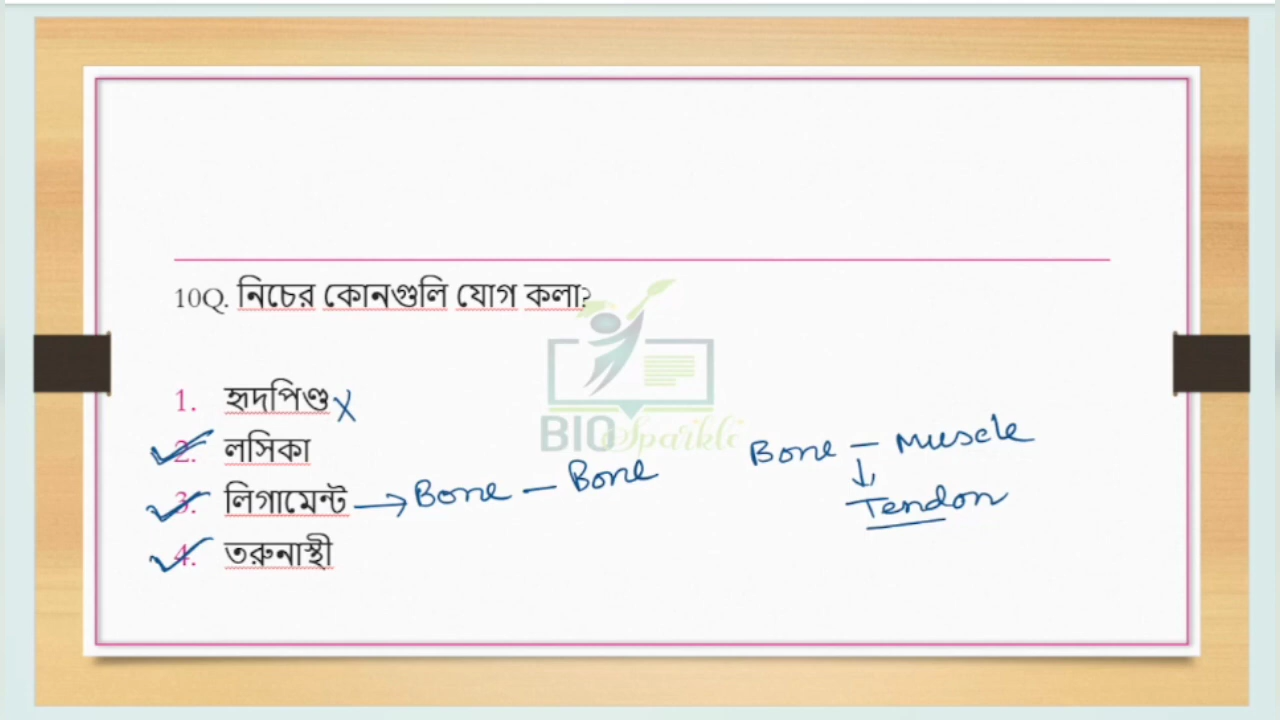 10Q. নিচের কোনগুলি যোগ কলা?
1. হৃদপিণ্ড X
2. লসিকা
3. লিগামেন্ট → Bone – Bone
4. তরুনাস্থী
Bone – Muscle
↓
Tendon
BIO Sparkle